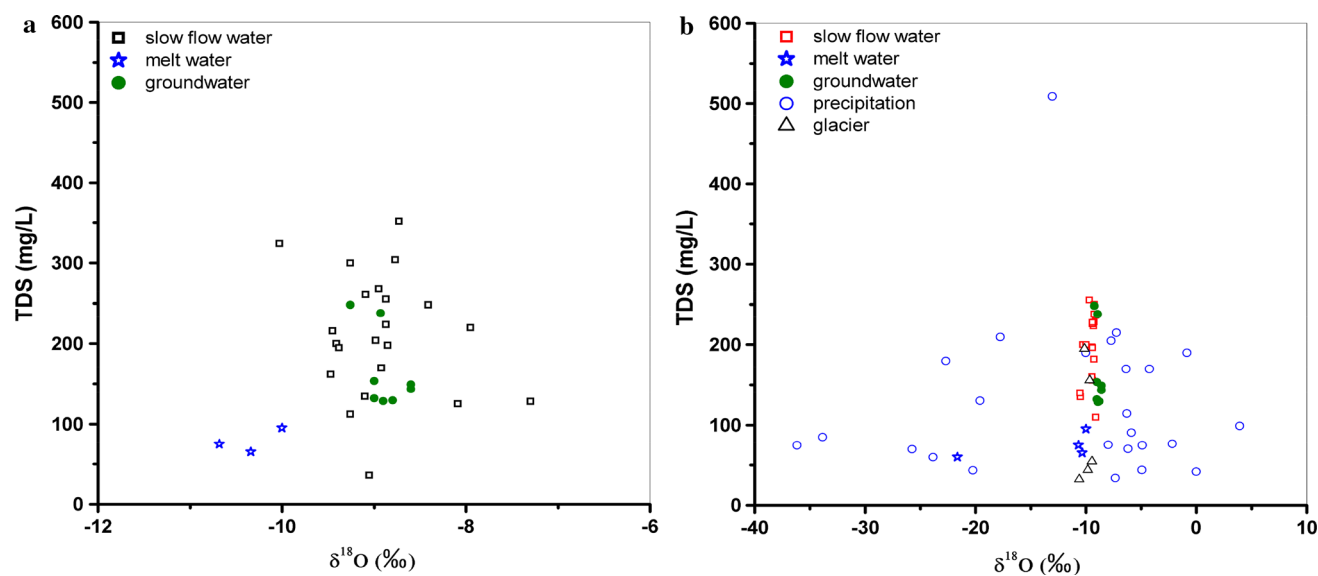 a
600
500
400
300
200
100
0
TDS (mg/L)
slow flow water
melt water
groundwater
-12
-10
-8
-6
δ¹⁸O (‰)
b
600
500
400
300
200
100
0
TDS (mg/L)
slow flow water
melt water
groundwater
precipitation
glacier
-40
-30
-20
-10
0
10
δ¹⁸O (‰)